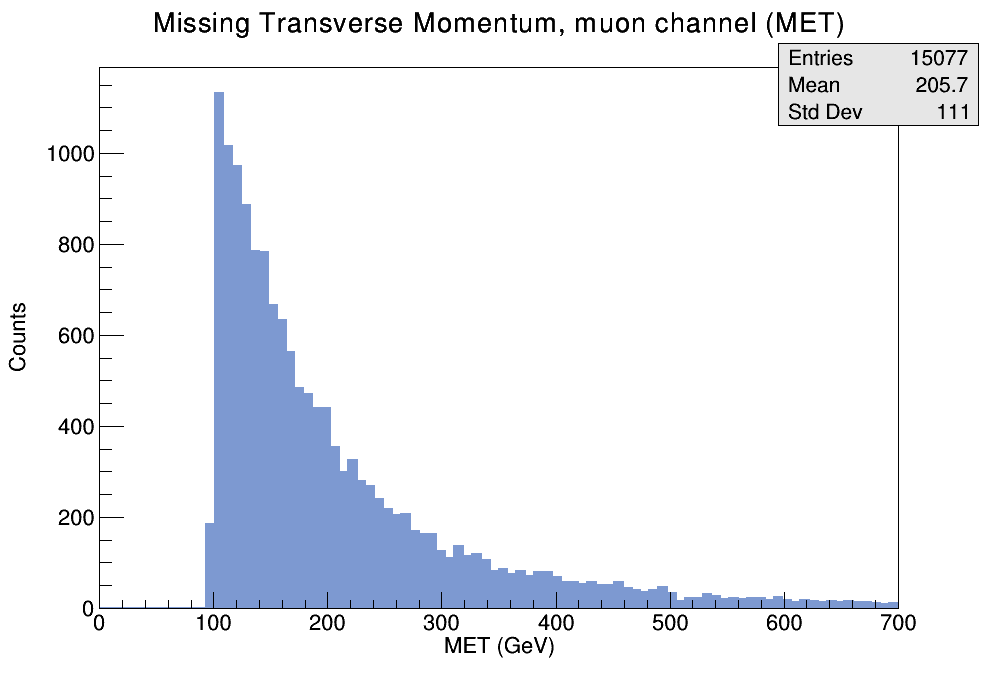 Missing Transverse Momentum, muon channel (MET)
Entries 15077
Mean 205.7
Std Dev 111
1000
800
600
400
200
0
Counts
0 100 200 300 400 500 600 700
MET (GeV)